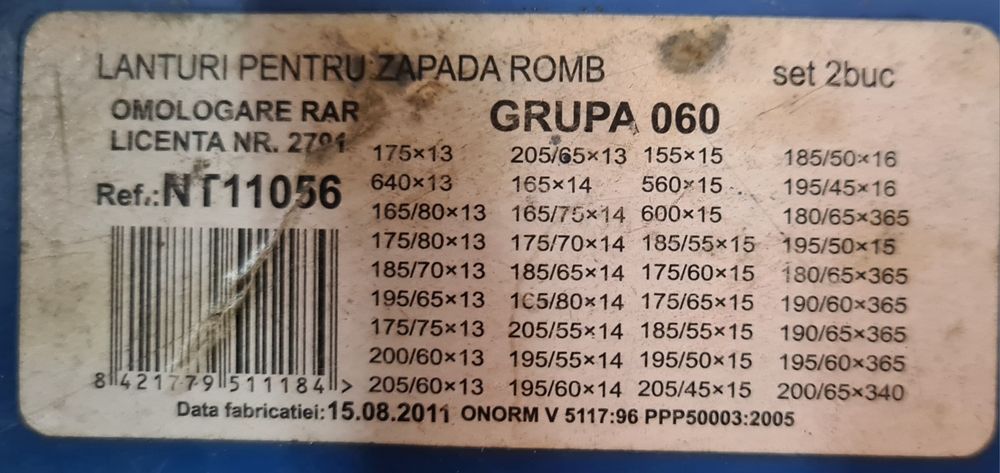 LANTURI PENTRU ZAPADA ROMB set 2buc
OMOLOGARE RAR GRUPA 060
LICENTA NR. 2791
Ref.:NT11056
175×13 205/65×13 155×15 185/50×16
640×13 165×14 560×15 195/45×16
165/80×13 165/75×14 600×15 180/65×365
175/80×13 175/70×14 185/55×15 195/50×15
185/70×13 185/65×14 175/60×15 180/65×365
195/65×13 165/80×14 175/65×15 190/60×365
175/75×13 205/55×14 185/55×15 190/65×365
200/60×13 195/55×14 195/50×15 195/60×365
205/60×13 195/60×14 205/45×15 200/65×340
8 421779 511184 >
Data fabricatiei: 15.08.2011 ONORM V 5117:96 PPP50003:2005